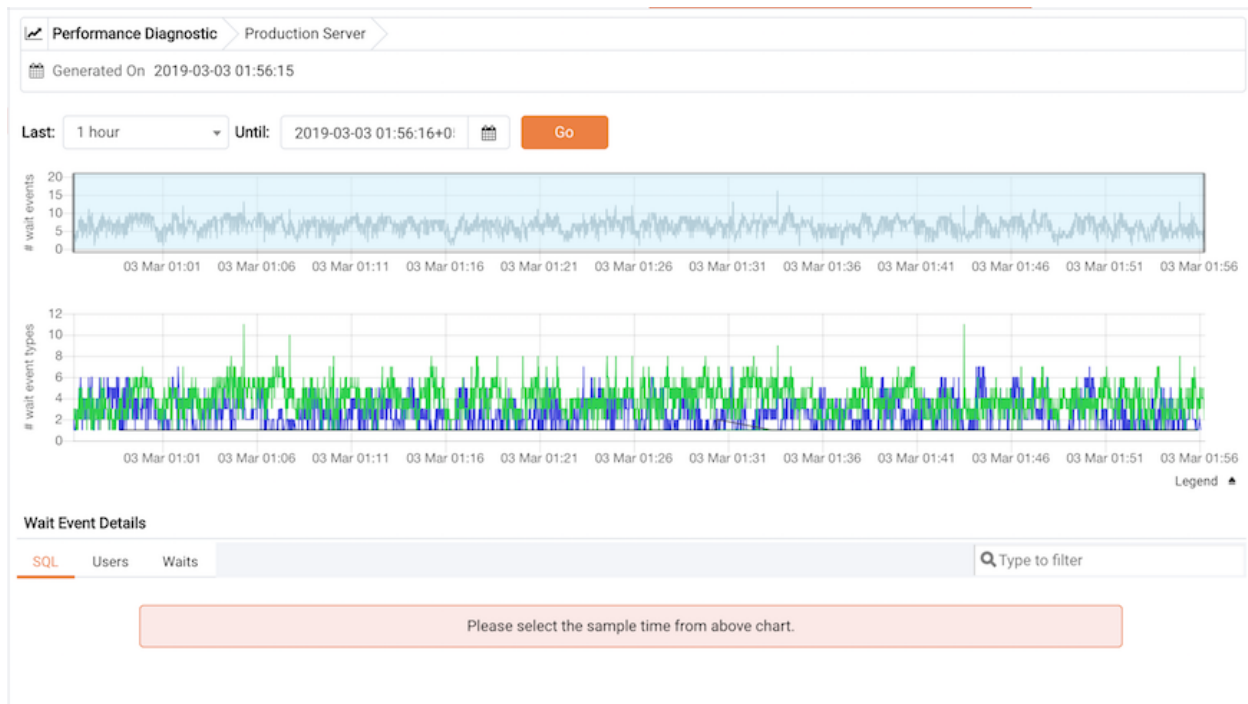 Performance Diagnostic Production Server
Generated On 2019-03-03 01:56:15
Last: 1 hour Until: 2019-03-03 01:56:16+0 Go
# wait events
20
15
10
5
0
03 Mar 01:01 03 Mar 01:06 03 Mar 01:11 03 Mar 01:16 03 Mar 01:21 03 Mar 01:26 03 Mar 01:31 03 Mar 01:36 03 Mar 01:41 03 Mar 01:46 03 Mar 01:51 03 Mar 01:56
# wait event types
12
10
8
6
4
2
0
03 Mar 01:01 03 Mar 01:06 03 Mar 01:11 03 Mar 01:16 03 Mar 01:21 03 Mar 01:26 03 Mar 01:31 03 Mar 01:36 03 Mar 01:41 03 Mar 01:46 03 Mar 01:51 03 Mar 01:56
Legend
Wait Event Details
SQL Users Waits Type to filter
Please select the sample time from above chart.